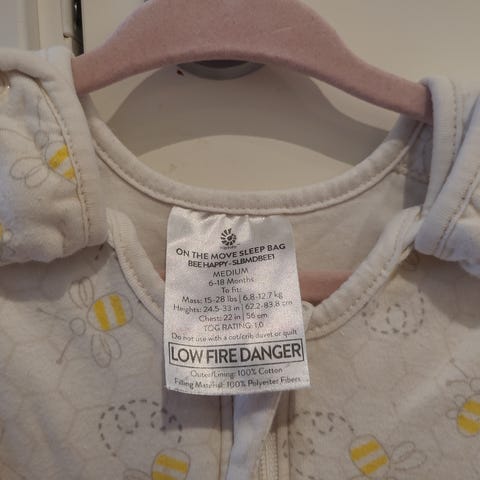 ON THE MOVE SLEEP BAG
BEE HAPPY - SLBMDBEE1
MEDIUM
6-18 Months
To fit:
Mass: 15-28 lbs | 6.8-12.7 kg
Heights: 24.5-33 in | 62.2-83.8 cm
Chest: 22 in | 56 cm
TOG RATING: 1.0
Do not use with a cot/crib duvet or quilt
LOW FIRE DANGER
Outer/Lining: 100% Cotton
Filling Material: 100% Polyester Fibers